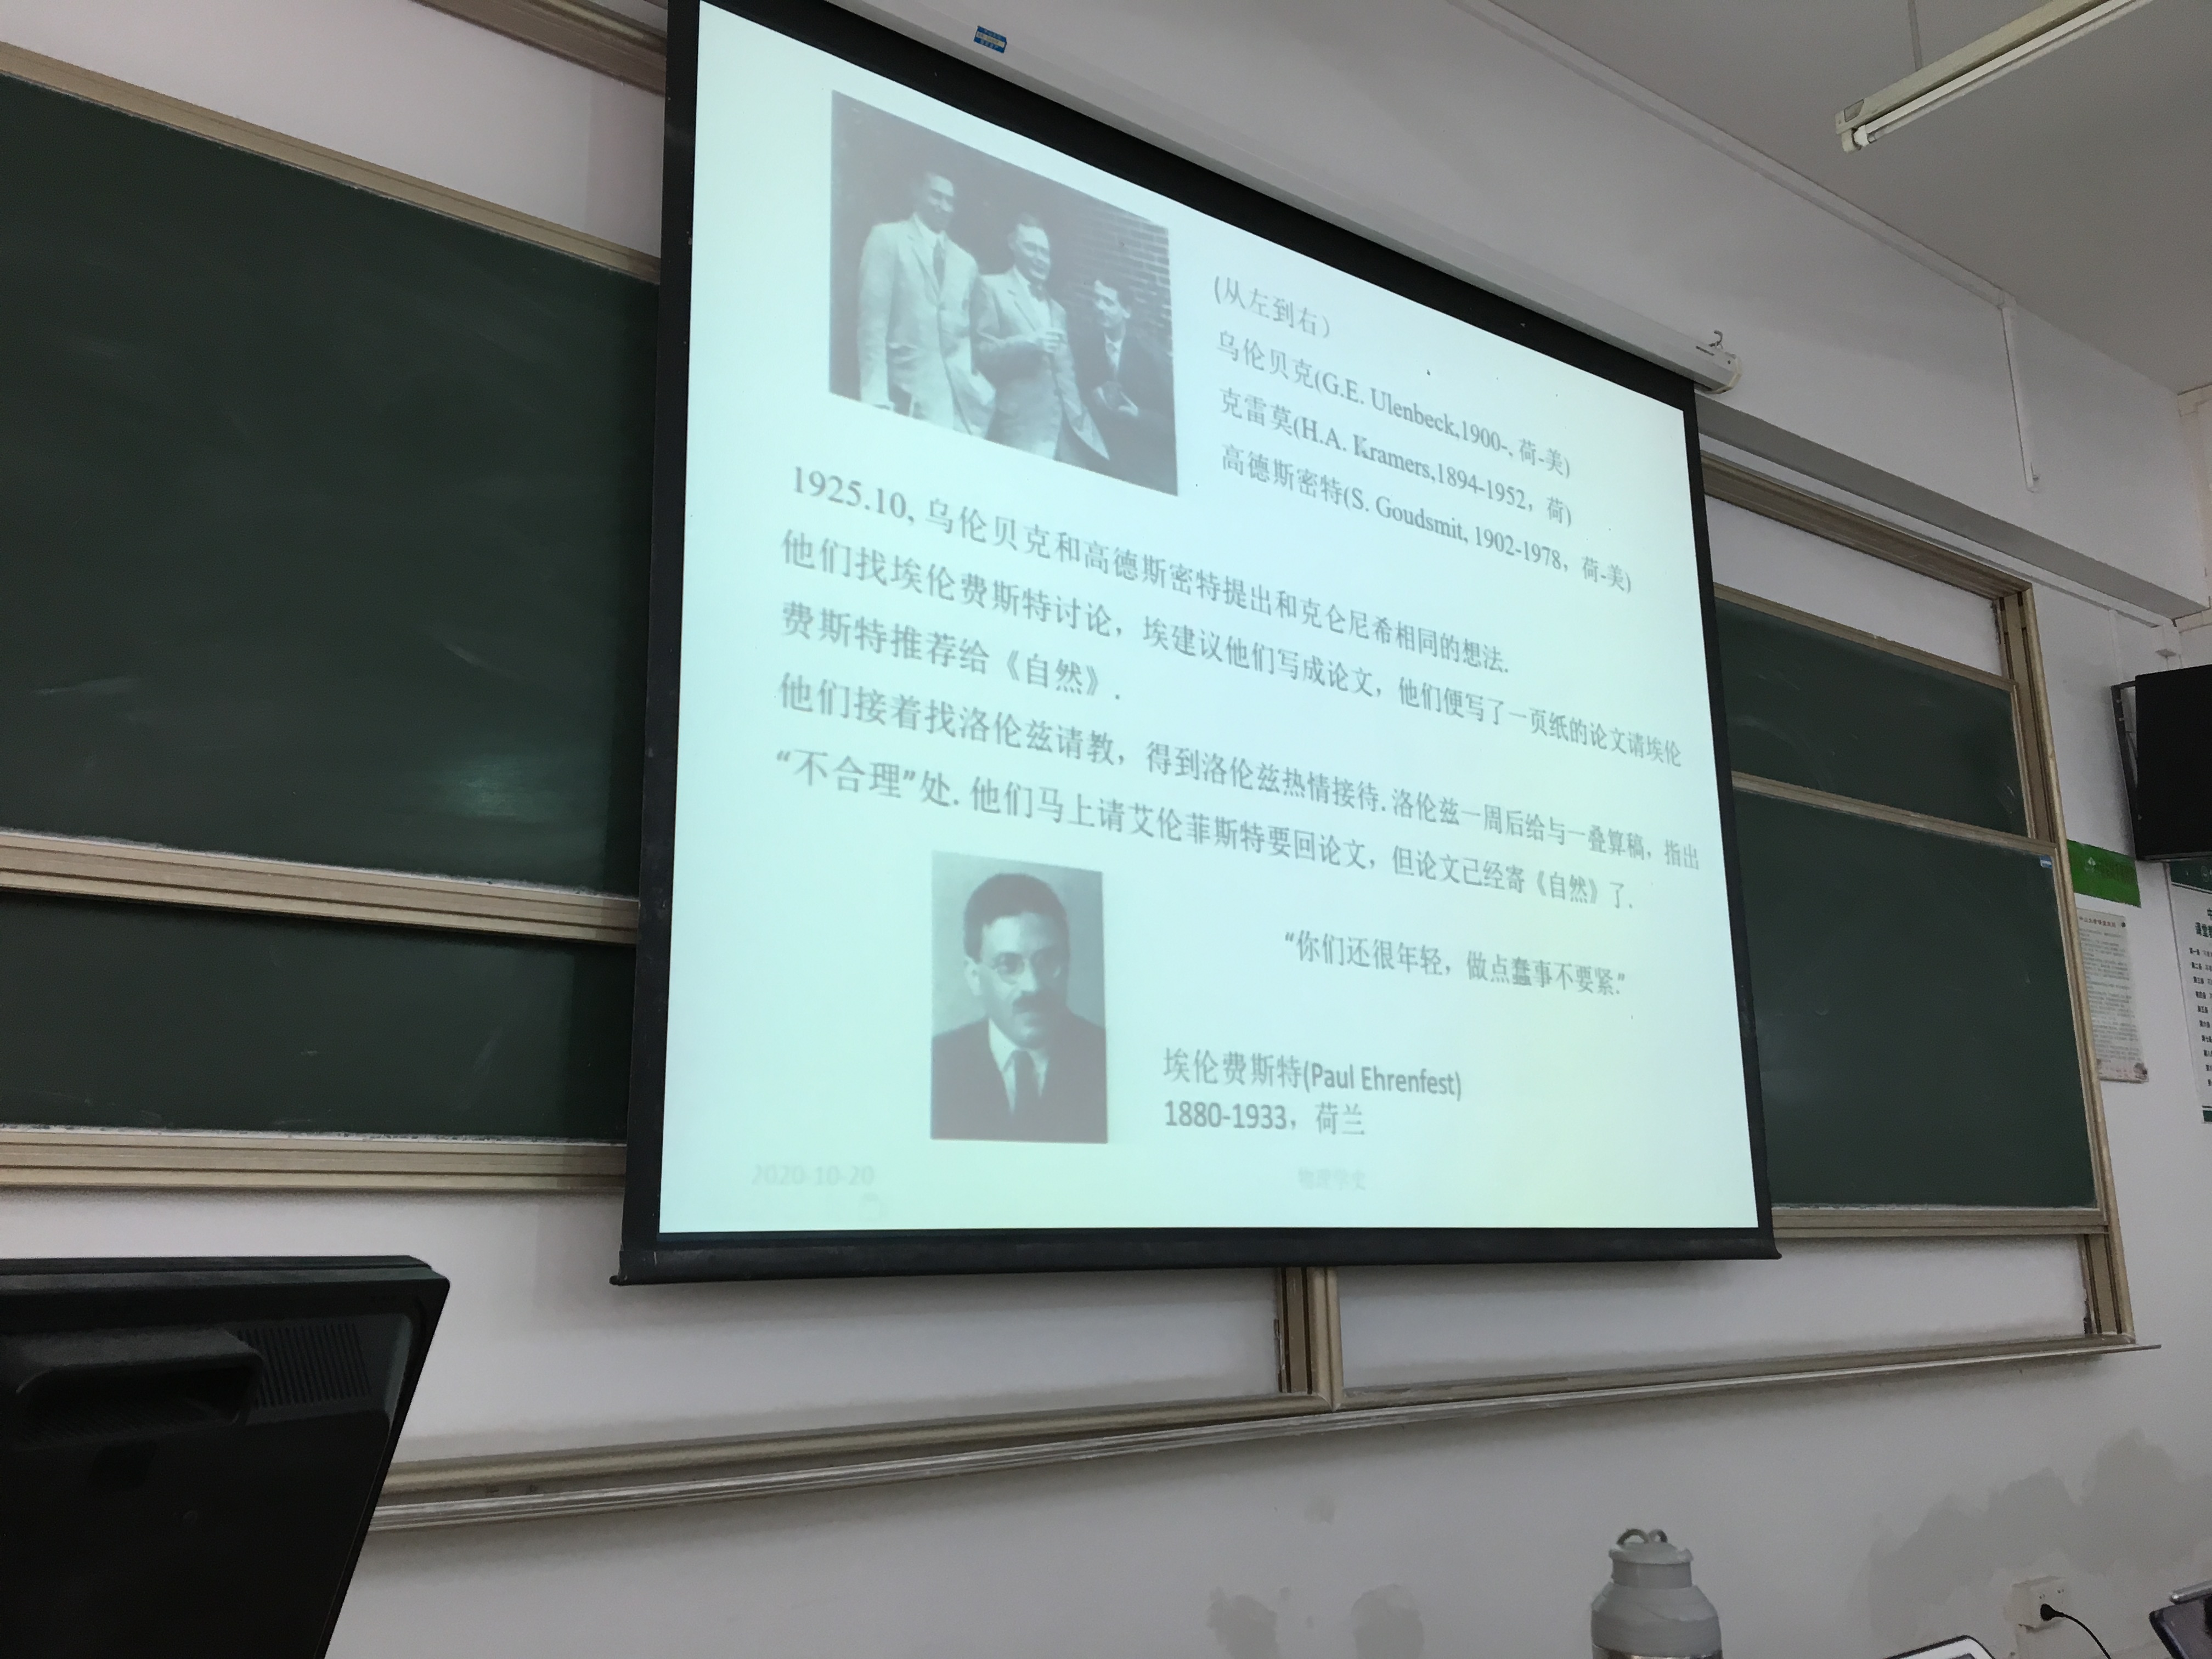 (从左到右)
乌伦贝克(G.E. Ulenbeck,1900-, 荷-美)
克雷莫(H.A. Kramers,1894-1952，荷)
高德斯密特(S. Goudsmit, 1902-1978，荷-美)
1925.10, 乌伦贝克和高德斯密特提出和克仑尼希相同的想法.
他们找埃伦费斯特讨论，埃建议他们写成论文，他们便写了一页纸的论文请埃伦
费斯特推荐给《自然》.
他们接着找洛伦兹请教，得到洛伦兹热情接待. 洛伦兹一周后给与一叠算稿，指出
“不合理”处. 他们马上请艾伦菲斯特要回论文，但论文已经寄《自然》了.
“你们还很年轻，做点蠢事不要紧.”
埃伦费斯特(Paul Ehrenfest)
1880-1933，荷兰
2020-10-20
物理学史